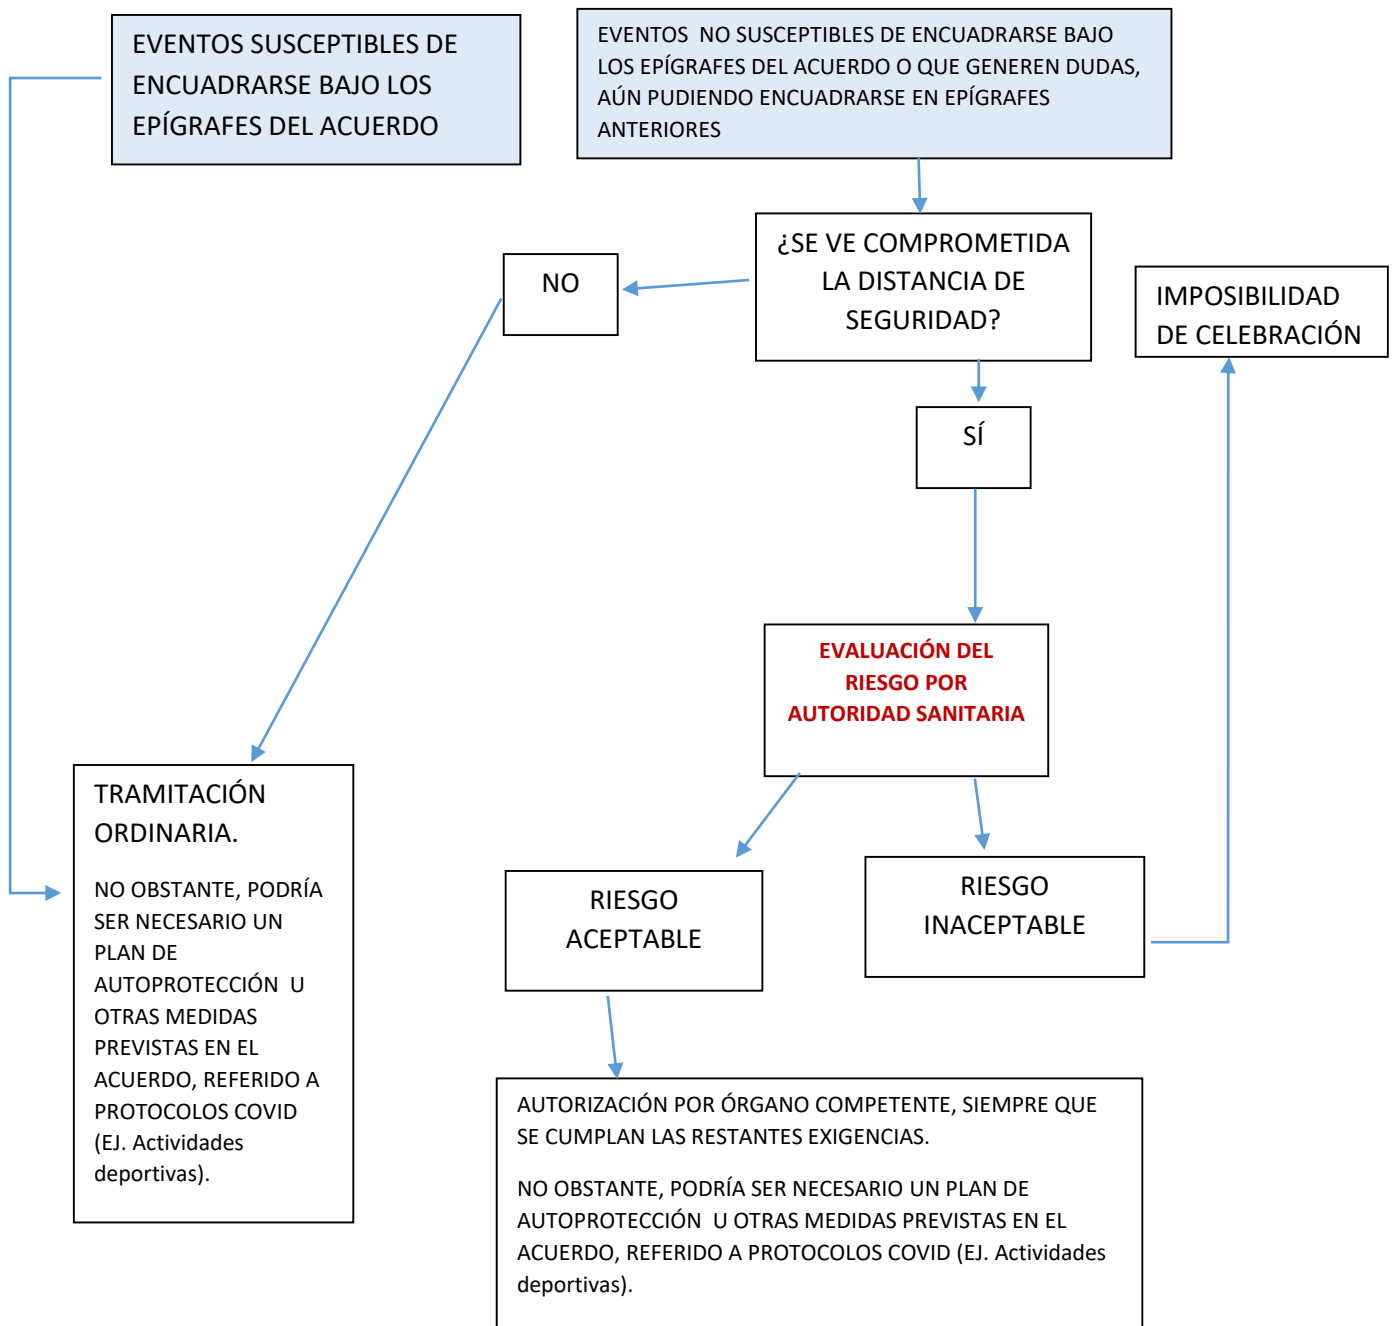 EVENTOS SUSCEPTIBLES DE
ENCUADRARSE BAJO LOS
EPÍGRAFES DEL ACUERDO
EVENTOS  NO SUSCEPTIBLES DE ENCUADRARSE BAJO
LOS EPÍGRAFES DEL ACUERDO O QUE GENEREN DUDAS,
AÚN PUDIENDO ENCUADRARSE EN EPÍGRAFES
ANTERIORES
¿SE VE COMPROMETIDA
LA DISTANCIA DE
SEGURIDAD?
NO
IMPOSIBILIDAD
DE CELEBRACIÓN
SÍ
EVALUACIÓN DEL
RIESGO POR
AUTORIDAD SANITARIA
TRAMITACIÓN
ORDINARIA.
NO OBSTANTE, PODRÍA
SER NECESARIO UN
PLAN DE
AUTOPROTECCIÓN  U
OTRAS MEDIDAS
PREVISTAS EN EL
ACUERDO, REFERIDO A
PROTOCOLOS COVID
(EJ. Actividades
deportivas).
RIESGO
ACEPTABLE
RIESGO
INACEPTABLE
AUTORIZACIÓN POR ÓRGANO COMPETENTE, SIEMPRE QUE
SE CUMPLAN LAS RESTANTES EXIGENCIAS.
NO OBSTANTE, PODRÍA SER NECESARIO UN PLAN DE
AUTOPROTECCIÓN  U OTRAS MEDIDAS PREVISTAS EN EL
ACUERDO, REFERIDO A PROTOCOLOS COVID (EJ. Actividades
deportivas).